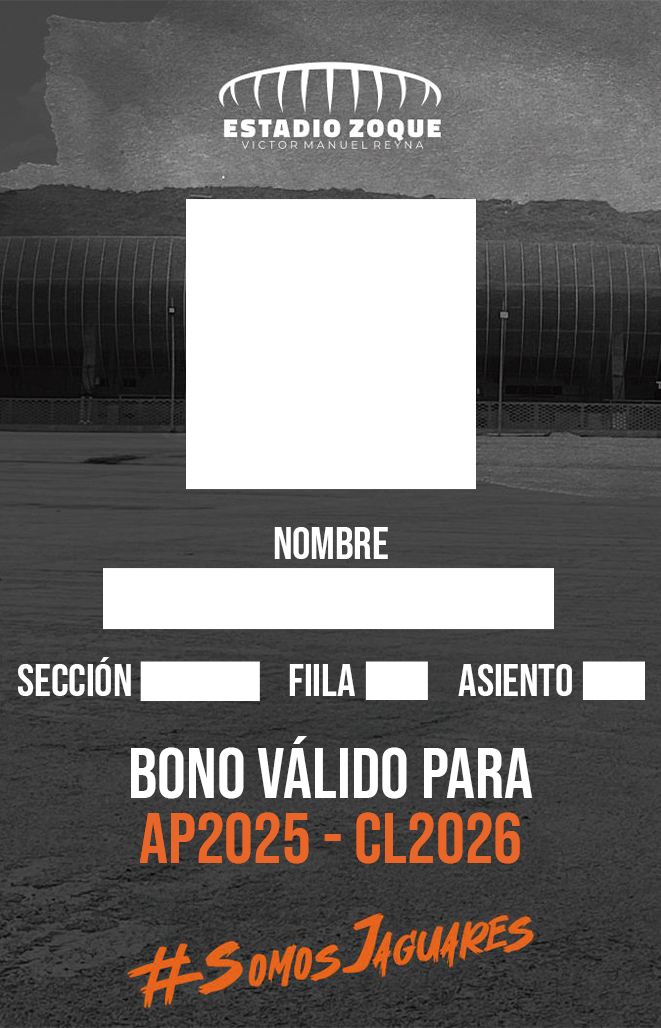 ESTADIO ZOQUE
VICTOR MANUEL REYNA
NOMBRE
SECCIÓN FIILA ASIENTO
BONO VÁLIDO PARA
AP2025 - CL2026
#SOMOSJAGUARES